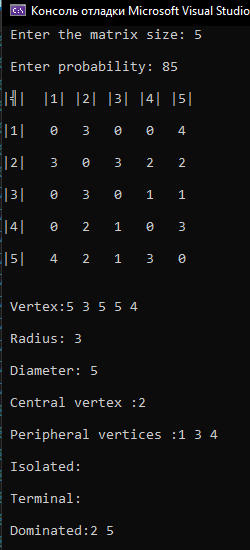 Консоль отладки Microsoft Visual Studio
Enter the matrix size: 5
Enter probability: 85
|╣| |1| |2| |3| |4| |5|
|1| 0 3 0 0 4
|2| 3 0 3 2 2
|3| 0 3 0 1 1
|4| 0 2 1 0 3
|5| 4 2 1 3 0
Vertex:5 3 5 5 4
Radius: 3
Diameter: 5
Central vertex :2
Peripheral vertices :1 3 4
Isolated:
Terminal:
Dominated:2 5